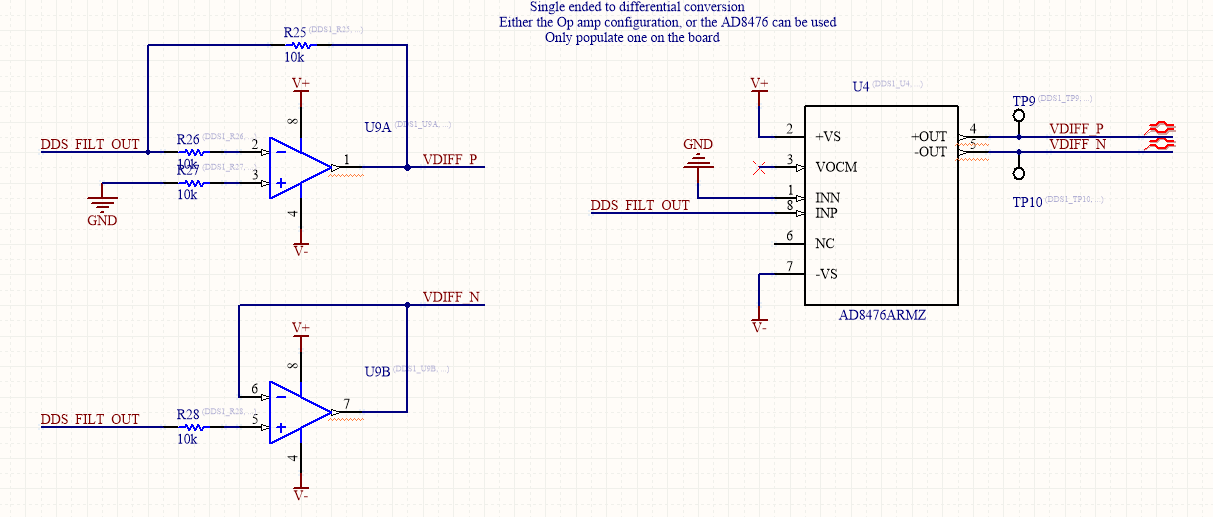 Single ended to differential conversion
Either the Op amp configuration, or the AD8476 can be used
Only populate one on the board
R25 (DDS1_R25, ...)
10k
V+
8
U9A (DDS1_U9A, ...)
DDS_FILT_OUT
R26 (DDS1_R26, ...)
10k
2
1
VDIFF_P
R27 (DDS1_R27, ...)
10k
3
GND
4
V-
VDIFF_N
V+
8
U9B (DDS1_U9B, ...)
6
7
DDS_FILT_OUT
R28 (DDS1_R28, ...)
10k
5
4
V-
U4 (DDS1_U4, ...)
V+
2 +VS
GND
3 VOCM
1 INN
DDS_FILT_OUT
8 INP
6 NC
7 -VS
V-
+OUT 4
-OUT 5
AD8476ARMZ
TP9 (DDS1_TP9, ...)
VDIFF_P
VDIFF_N
TP10 (DDS1_TP10, ...)